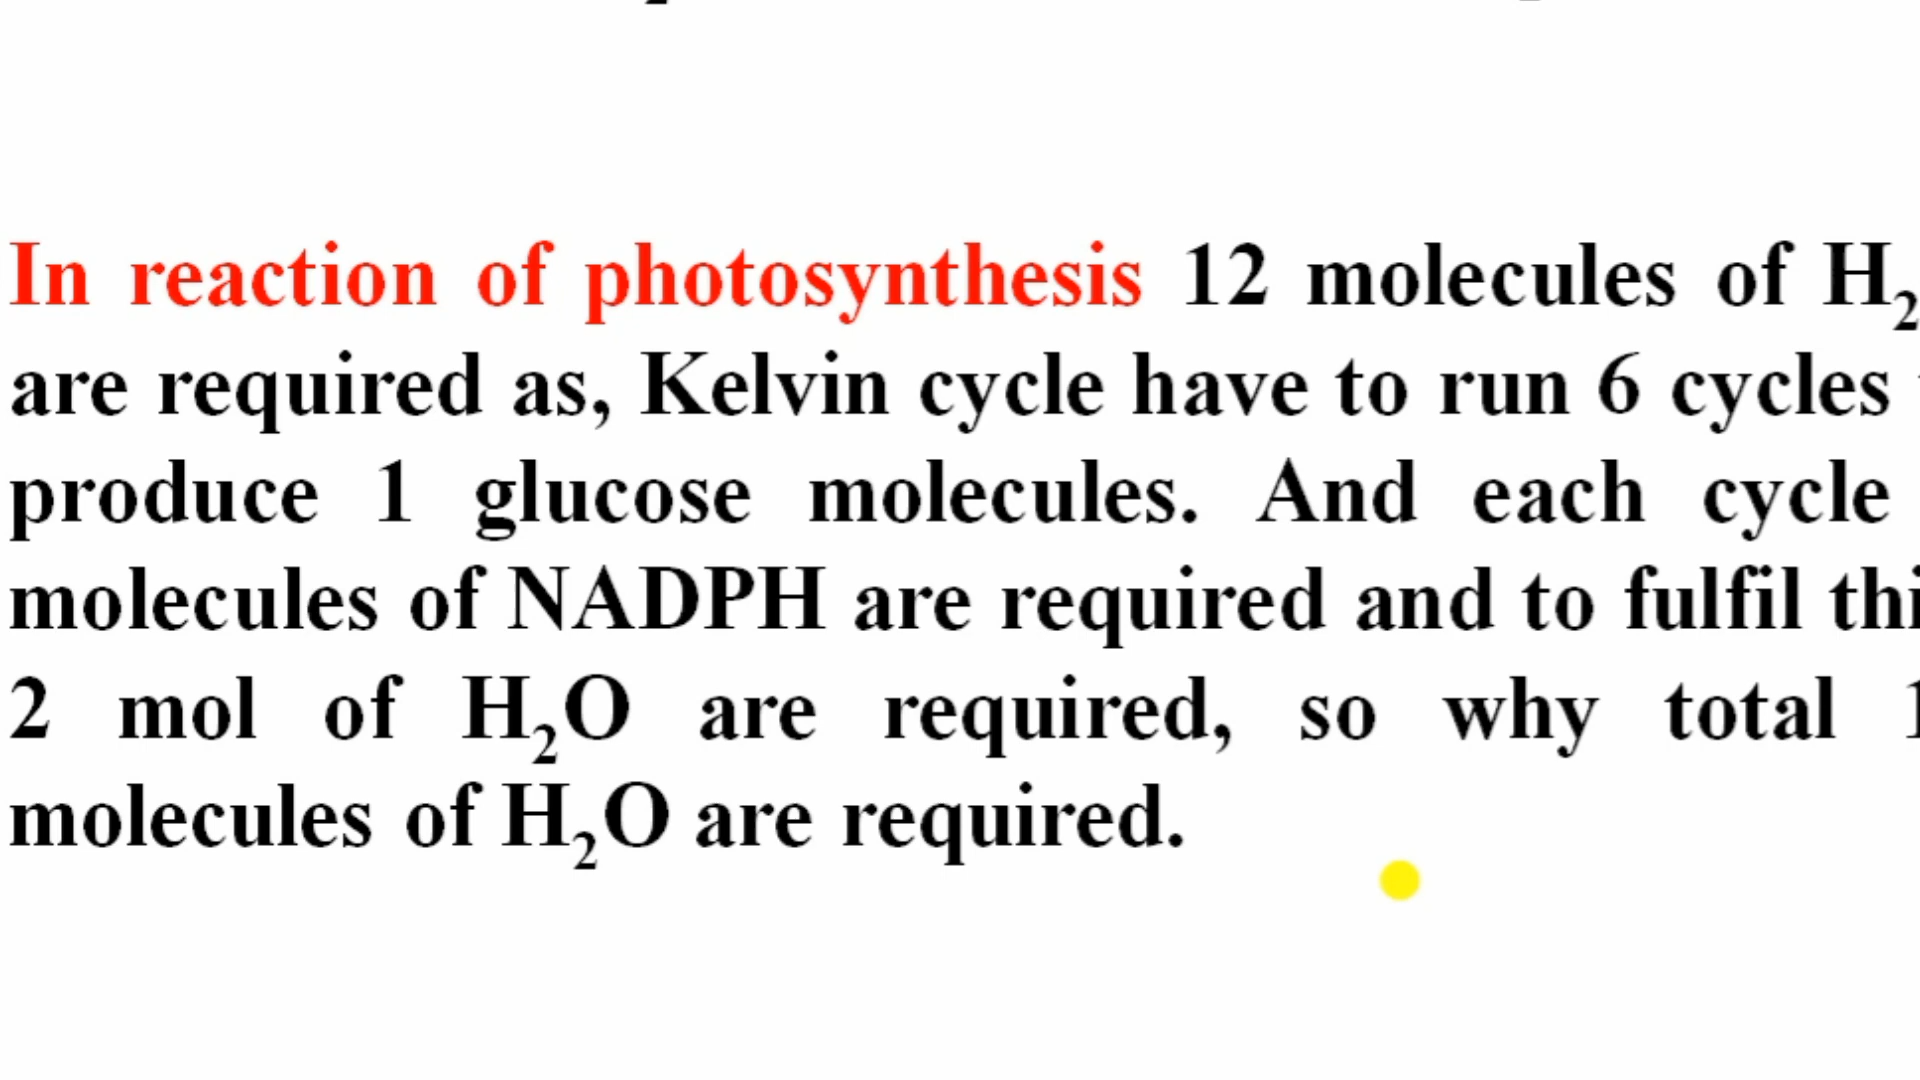 In reaction of photosynthesis 12 molecules of H₂
are required as, Kelvin cycle have to run 6 cycles
produce 1 glucose molecules. And each cycle
molecules of NADPH are required and to fulfil thi
2 mol of H₂O are required, so why total 1
molecules of H₂O are required.